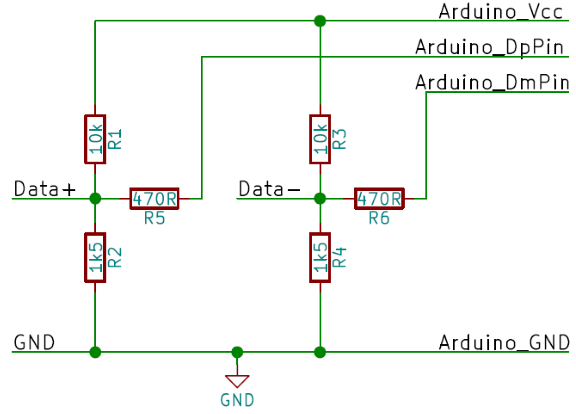 Arduino_Vcc
Arduino_DpPin
Arduino_DmPin
10k
R1
10k
R3
Data+
470R
R5
Data-
470R
R6
1k5
R2
1k5
R4
GND
Arduino_GND
GND